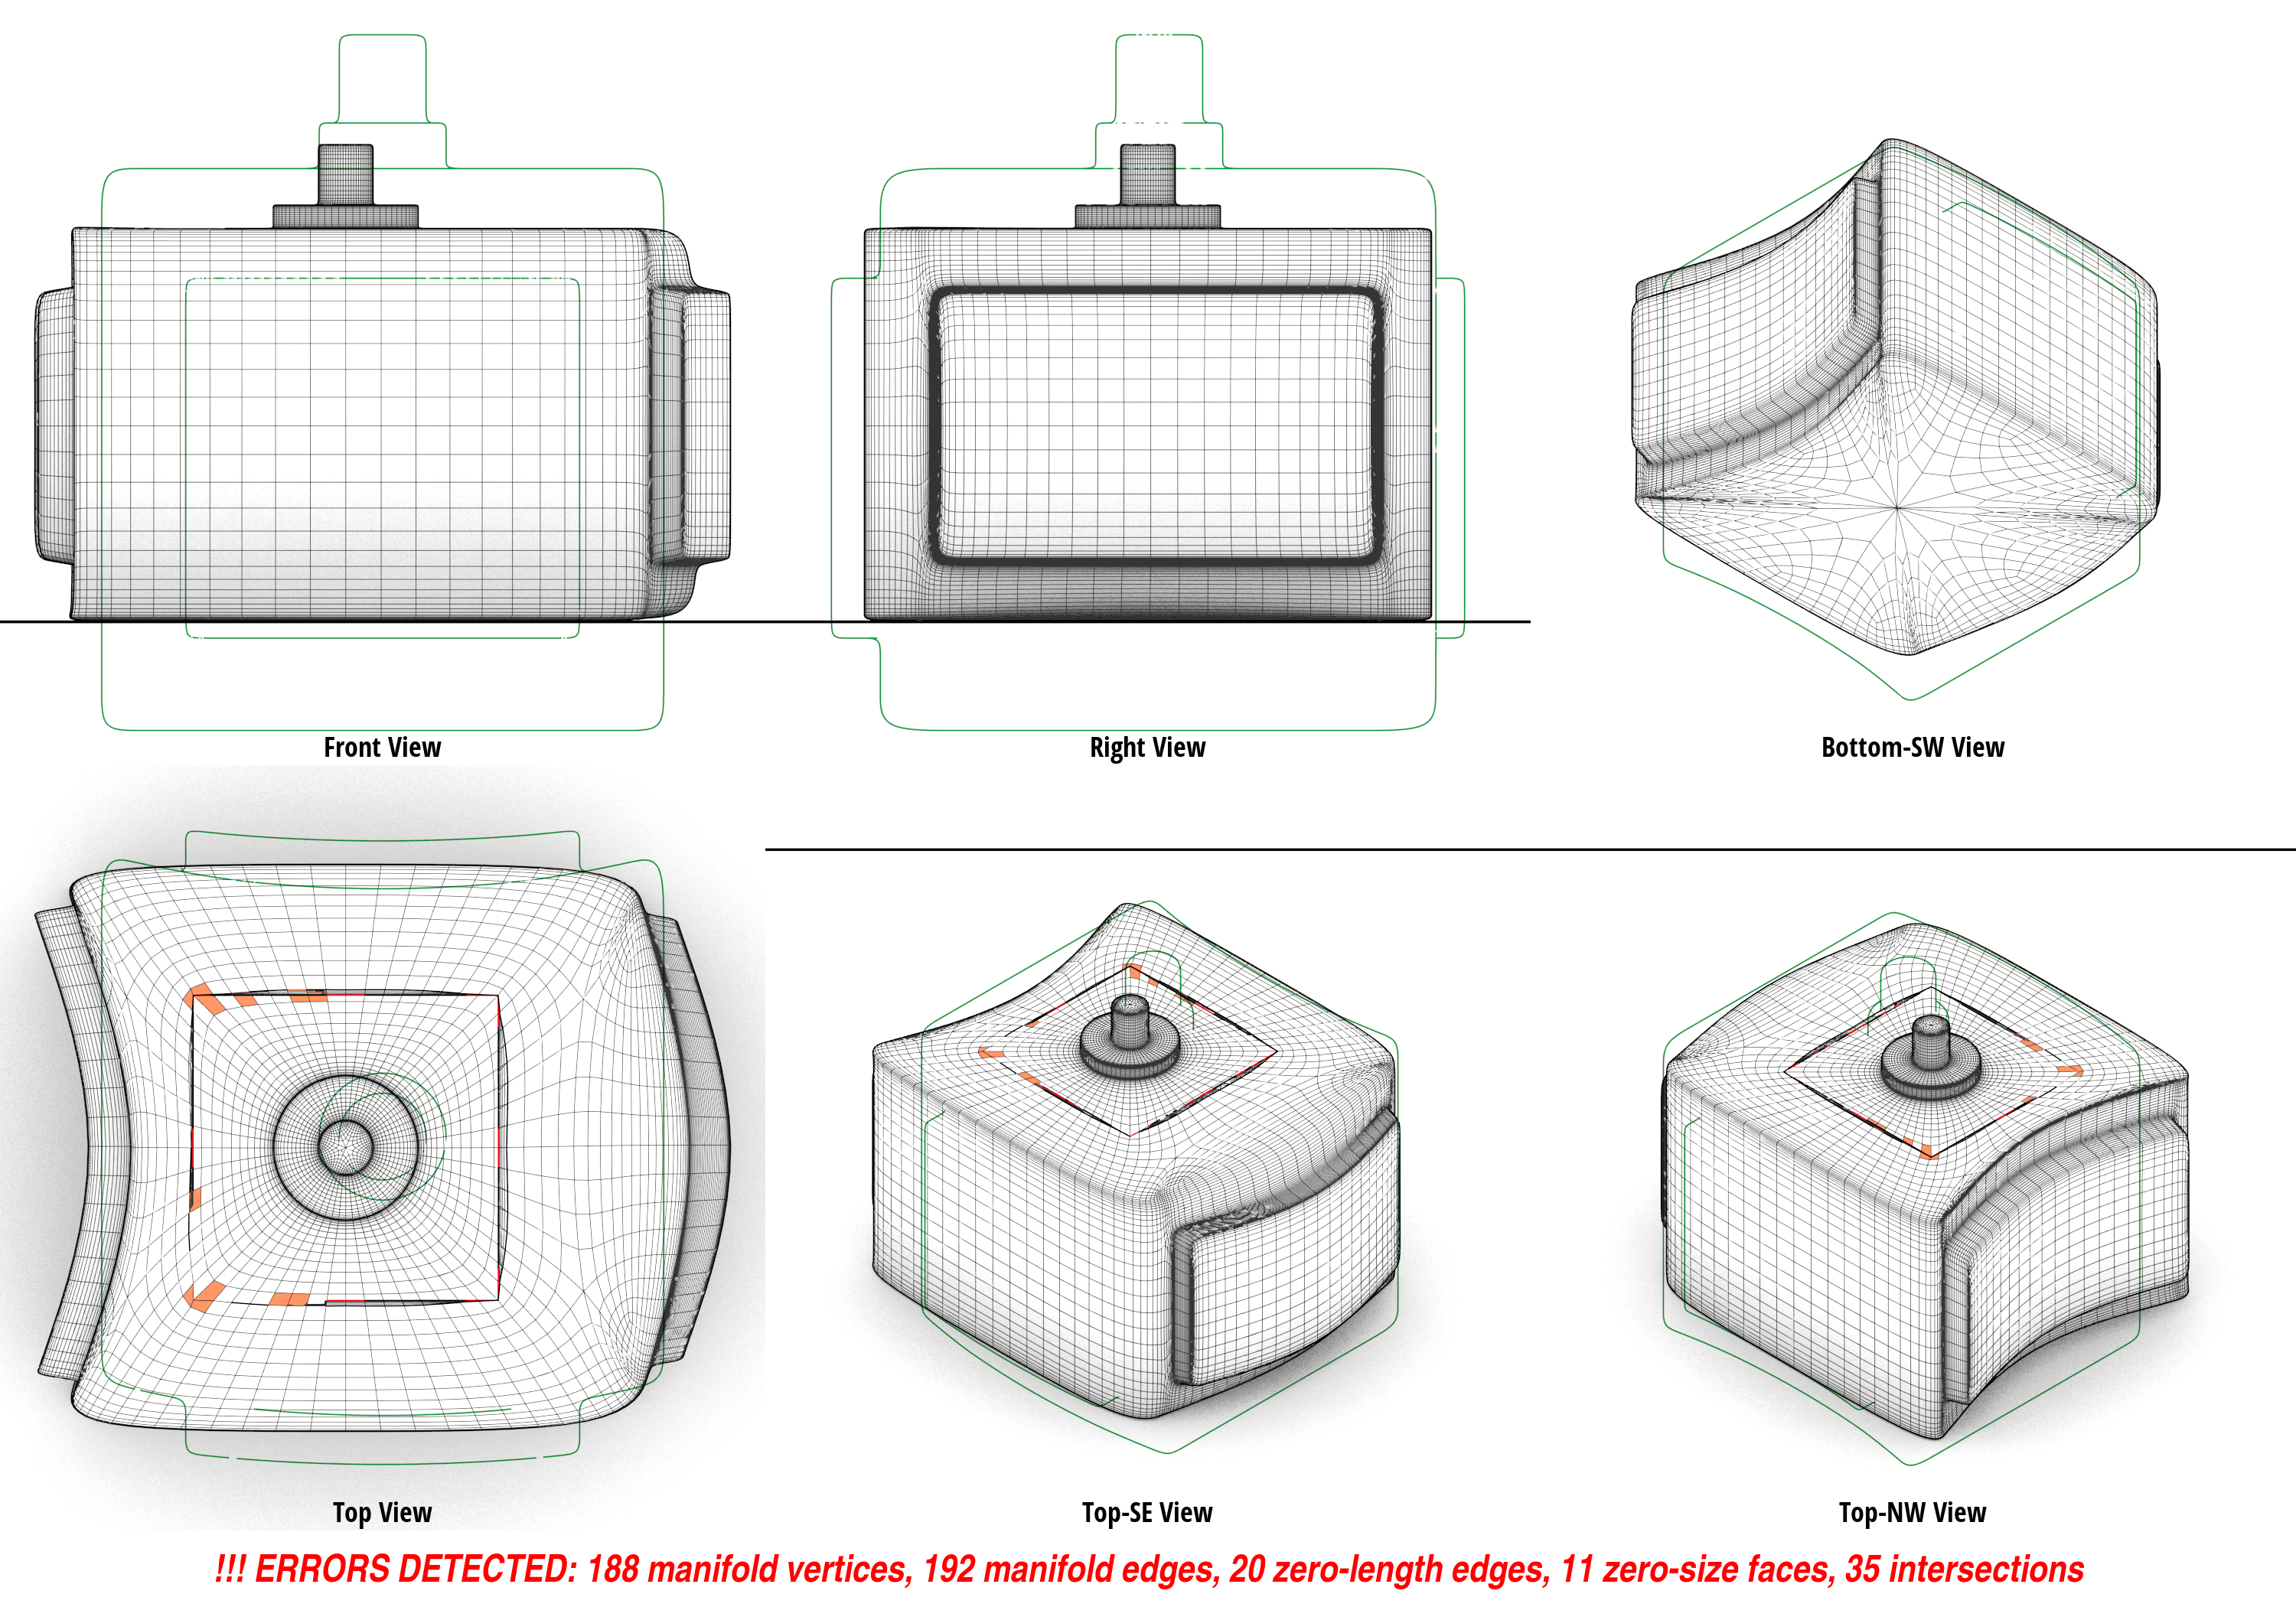 Front View
Right View
Bottom-SW View
Top View
Top-SE View
Top-NW View
!!! ERRORS DETECTED: 188 manifold vertices, 192 manifold edges, 20 zero-length edges, 11 zero-size faces, 35 intersections